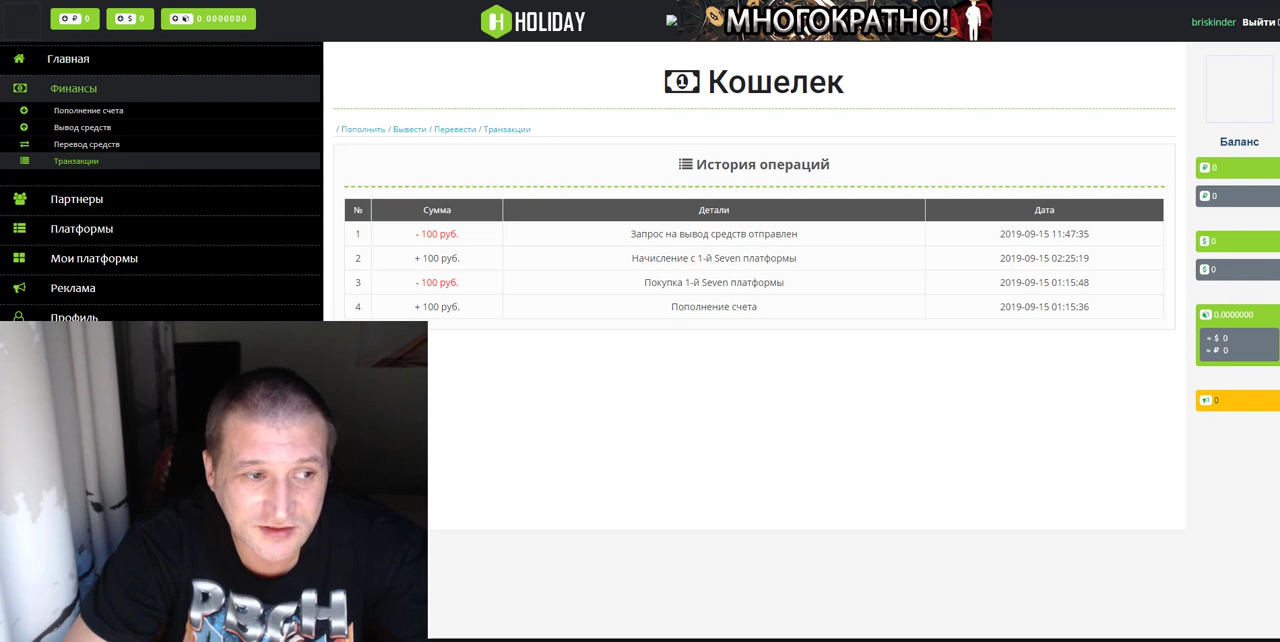 0
$ 0
0.0000000
HOLIDAY
МНОГОКРАТНО!
briskinder Выйти
Главная
Финансы
Пополнение счета
Вывод средств
Перевод средств
Транзакции
Партнеры
Платформы
Мои платформы
Реклама
Профиль
Кошелек
/ Пополнить / Вывести / Перевести / Транзакции
История операций
№ Сумма Детали Дата
1 - 100 руб. Запрос на вывод средств отправлен 2019-09-15 11:47:35
2 + 100 руб. Начисление с 1-й Seven платформы 2019-09-15 02:25:19
3 - 100 руб. Покупка 1-й Seven платформы 2019-09-15 01:15:48
4 + 100 руб. Пополнение счета 2019-09-15 01:15:36
Баланс
₽ 0
₽ 0
$ 0
$ 0
0.0000000
≈ $ 0
≈ ₽ 0
0